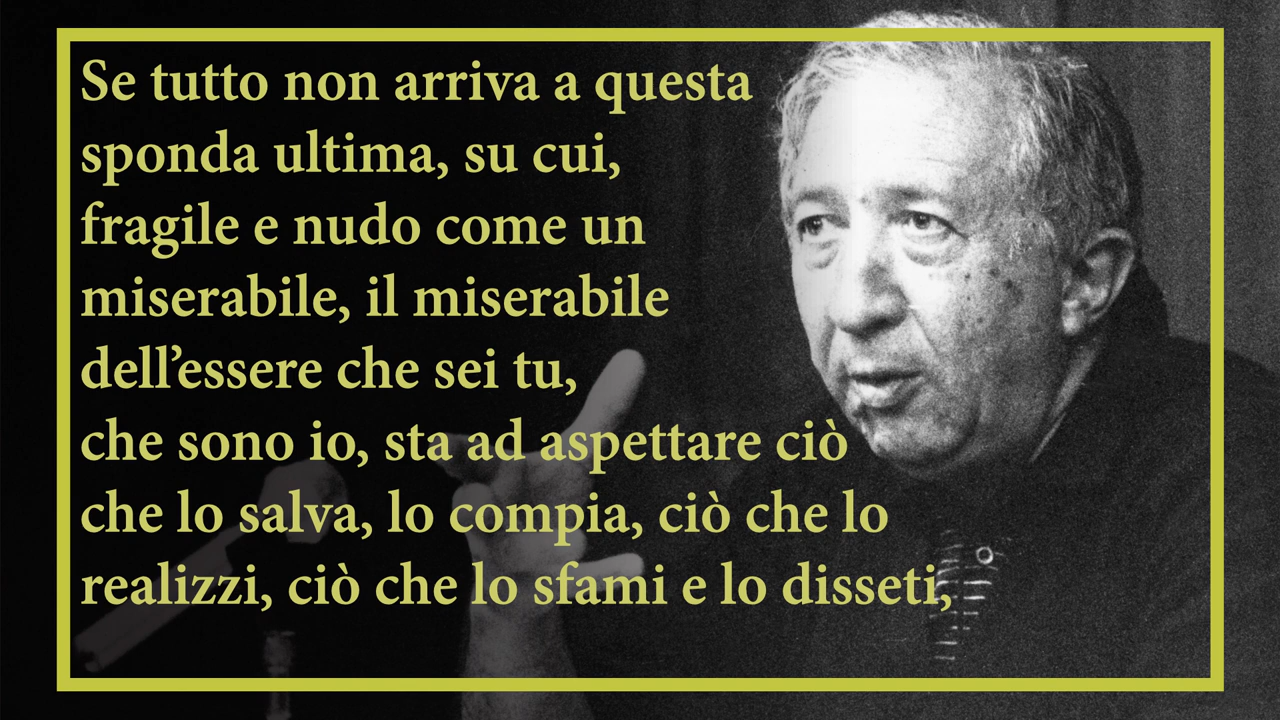 Se tutto non arriva a questa
sponda ultima, su cui,
fragile e nudo come un
miserabile, il miserabile
dell’essere che sei tu,
che sono io, sta ad aspettare ciò
che lo salva, lo compia, ciò che lo
realizzi, ciò che lo sfami e lo disseti,